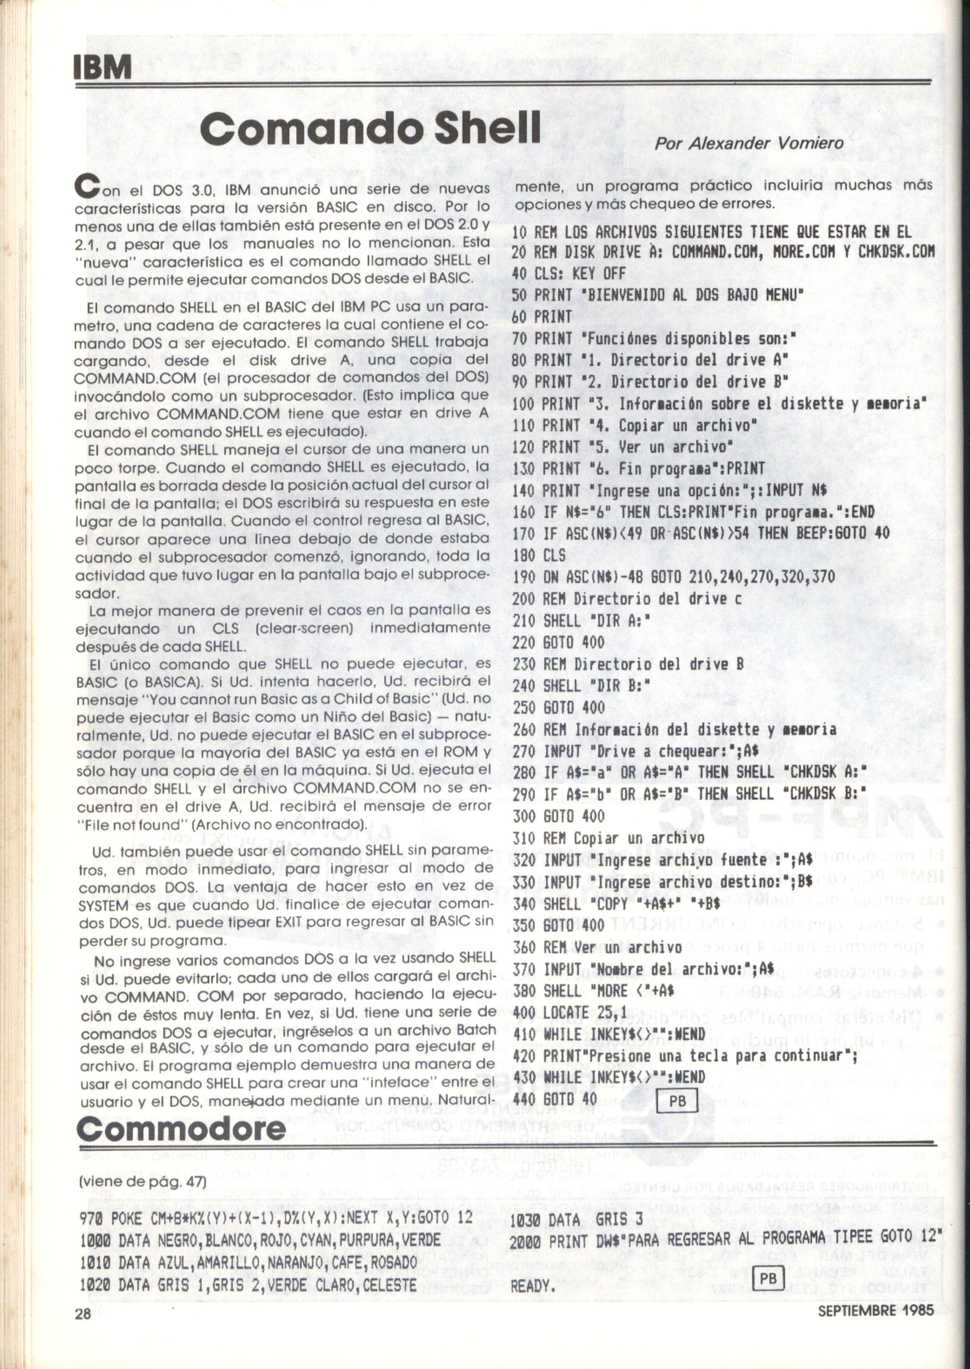 IBM
Comando Shell
Por Alexander Vomiero
Con el DOS 3.0, IBM anunció una serie de nuevas
características para la versión BASIC en disco. Por lo
menos una de ellas también está presente en el DOS 2.0 y
2.1, a pesar que los manuales no lo mencionan. Esta
"nueva" característica es el comando llamado SHELL el
cual le permite ejecutar comandos DOS desde el BASIC.
El comando SHELL en el BASIC del IBM PC usa un para-
metro, una cadena de caracteres la cual contiene el co-
mando DOS a ser ejecutado. El comando SHELL trabaja
cargando, desde el disk drive A, una copia del
COMMAND.COM (el procesador de comandos del DOS)
invocándolo como un subprocesador. (Esto implica que
el archivo COMMAND.COM tiene que estar en drive A
cuando el comando SHELL es ejecutado).
El comando SHELL maneja el cursor de una manera un
poco torpe. Cuando el comando SHELL es ejecutado, la
pantalla es borrada desde la posición actual del cursor al
final de la pantalla; el DOS escribirá su respuesta en este
lugar de la pantalla. Cuando el control regresa al BASIC,
el cursor aparece una línea debajo de donde estaba
cuando el subprocesador comenzó, ignorando, toda la
actividad que tuvo lugar en la pantalla bajo el subproce-
sador.
La mejor manera de prevenir el caos en la pantalla es
ejecutando un CLS (clear-screen) inmediatamente
después de cada SHELL.
El único comando que SHELL no puede ejecutar, es
BASIC (o BASICA). Si Ud. intenta hacerlo, Ud. recibirá el
mensaje "You cannot run Basic as a Child of Basic" (Ud. no
puede ejecutar el Basic como un Niño del Basic) — natu-
ralmente, Ud. no puede ejecutar el BASIC en el subproce-
sador porque la mayoría del BASIC ya está en el ROM y
sólo hay una copia de él en la máquina. Si Ud. ejecuta el
comando SHELL y el archivo COMMAND.COM no se en-
cuentra en el drive A, Ud. recibirá el mensaje de error
"File not found" (Archivo no encontrado).
Ud. también puede usar el comando SHELL sin parame-
tros, en modo inmediato, para ingresar al modo de
comandos DOS. La ventaja de hacer esto en vez de
SYSTEM es que cuando Ud. finalice de ejecutar coman-
dos DOS, Ud. puede tipear EXIT para regresar al BASIC sin
perder su programa.
No ingrese varios comandos DOS a la vez usando SHELL
si Ud. puede evitarlo; cada uno de ellos cargará el archi-
vo COMMAND. COM por separado, haciendo la ejecu-
ción de éstos muy lenta. En vez, si Ud. tiene una serie de
comandos DOS a ejecutar, ingréselos a un archivo Batch
desde el BASIC, y sólo de un comando para ejecutar el
archivo. El programa ejemplo demuestra una manera de
usar el comando SHELL para crear una "inteface" entre el
usuario y el DOS, manejada mediante un menú. Natural-
mente, un programa práctico incluiría muchas más
opciones y más chequeo de errores.
10 REM LOS ARCHIVOS SIGUIENTES TIENE QUE ESTAR EN EL
20 REM DISK DRIVE A: COMMAND.COM, MORE.COM Y CHKDSK.COM
40 CLS: KEY OFF
50 PRINT "BIENVENIDO AL DOS BAJO MENU"
60 PRINT
70 PRINT "Funciónes disponibles son:"
80 PRINT "1. Directorio del drive A"
90 PRINT "2. Directorio del drive B"
100 PRINT "3. Información sobre el diskette y memoria"
110 PRINT "4. Copiar un archivo"
120 PRINT "5. Ver un archivo"
130 PRINT "6. Fin programa":PRINT
140 PRINT "Ingrese una opción:";:INPUT N$
160 IF N$="6" THEN CLS:PRINT"Fin programa.":END
170 IF ASC(N$)<49 OR ASC(N$)>54 THEN BEEP:GOTO 40
180 CLS
190 ON ASC(N$)-48 GOTO 210,240,270,320,370
200 REM Directorio del drive c
210 SHELL "DIR A:"
220 GOTO 400
230 REM Directorio del drive B
240 SHELL "DIR B:"
250 GOTO 400
260 REM Información del diskette y memoria
270 INPUT "Drive a chequear:";A$
280 IF A$="a" OR A$="A" THEN SHELL "CHKDSK A:"
290 IF A$="b" OR A$="B" THEN SHELL "CHKDSK B:"
300 GOTO 400
310 REM Copiar un archivo
320 INPUT "Ingrese archivo fuente :";A$
330 INPUT "Ingrese archivo destino:";B$
340 SHELL "COPY "+A$+" "+B$
350 GOTO 400
360 REM Ver un archivo
370 INPUT "Nombre del archivo:";A$
380 SHELL "MORE <"+A$
400 LOCATE 25,1
410 WHILE INKEY$<>"":WEND
420 PRINT"Presione una tecla para continuar";
430 WHILE INKEY$<>"":WEND
440 GOTO 40
PB
Commodore
(viene de pág. 47)
970 POKE CM+8*K%(Y)+(X-1),D%(Y,X):NEXT X,Y:GOTO 12
1000 DATA NEGRO,BLANCO,ROJO,CYAN,PURPURA,VERDE
1010 DATA AZUL,AMARILLO,NARANJO,CAFE,ROSADO
1020 DATA GRIS 1,GRIS 2,VERDE CLARO,CELESTE
1030 DATA GRIS 3
2000 PRINT DW$"PARA REGRESAR AL PROGRAMA TIPEE GOTO 12"
READY.
PB
28
SEPTIEMBRE 1985